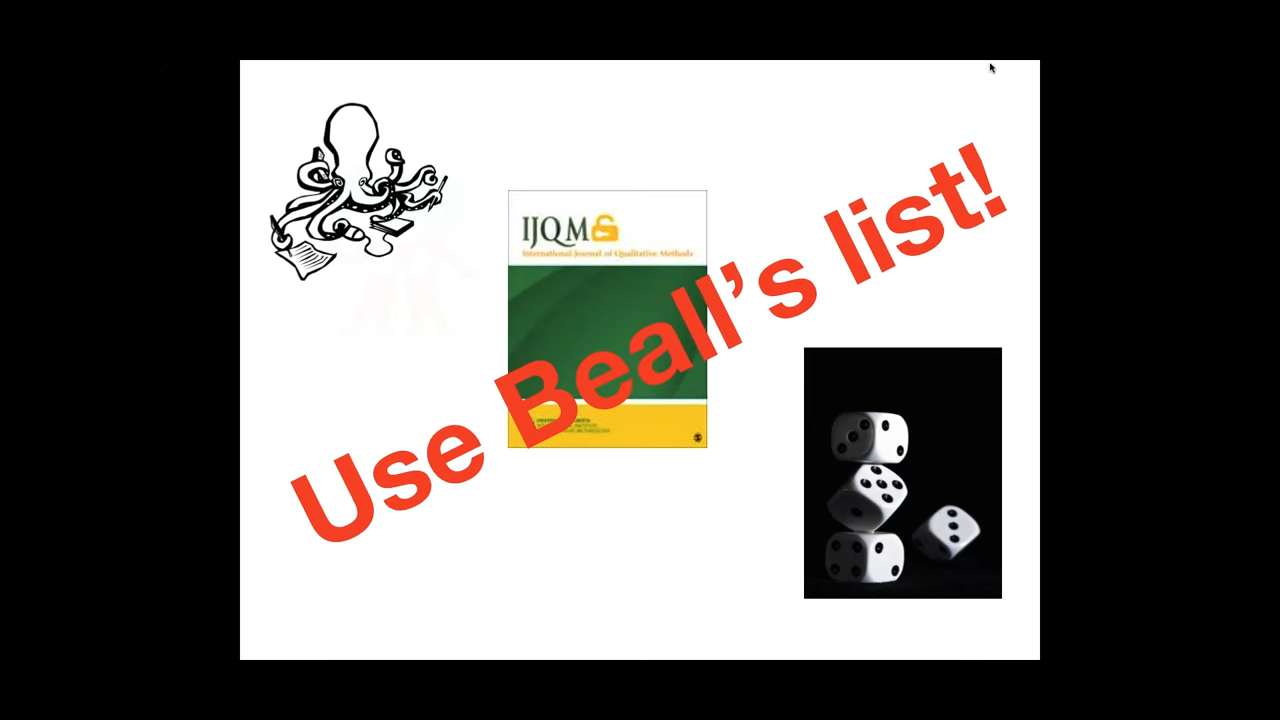 IJQM
International Journal of Qualitative Methods
Use Beall's list!